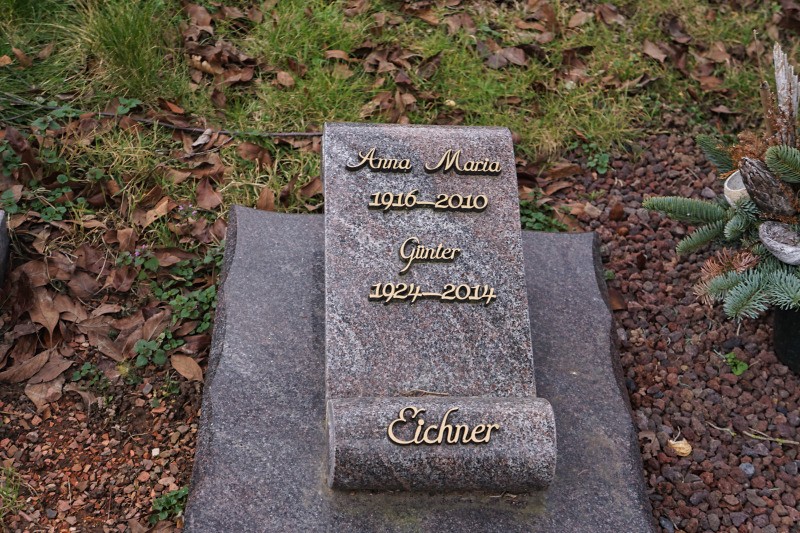 Anna Maria
1916—2010
Günter
1924—2014
Eichner